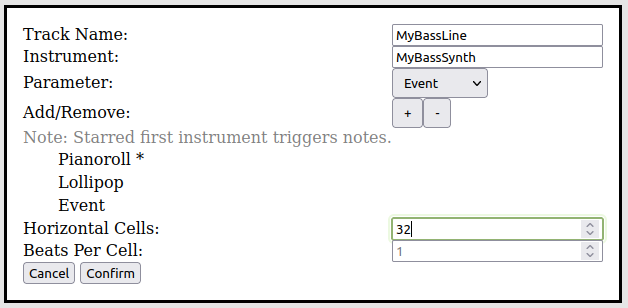 Track Name: MyBassLine
Instrument: MyBassSynth
Parameter: Event
Add/Remove: + -
Note: Starred first instrument triggers notes.
Pianoroll *
Lollipop
Event
Horizontal Cells: 32
Beats Per Cell: 1
Cancel Confirm